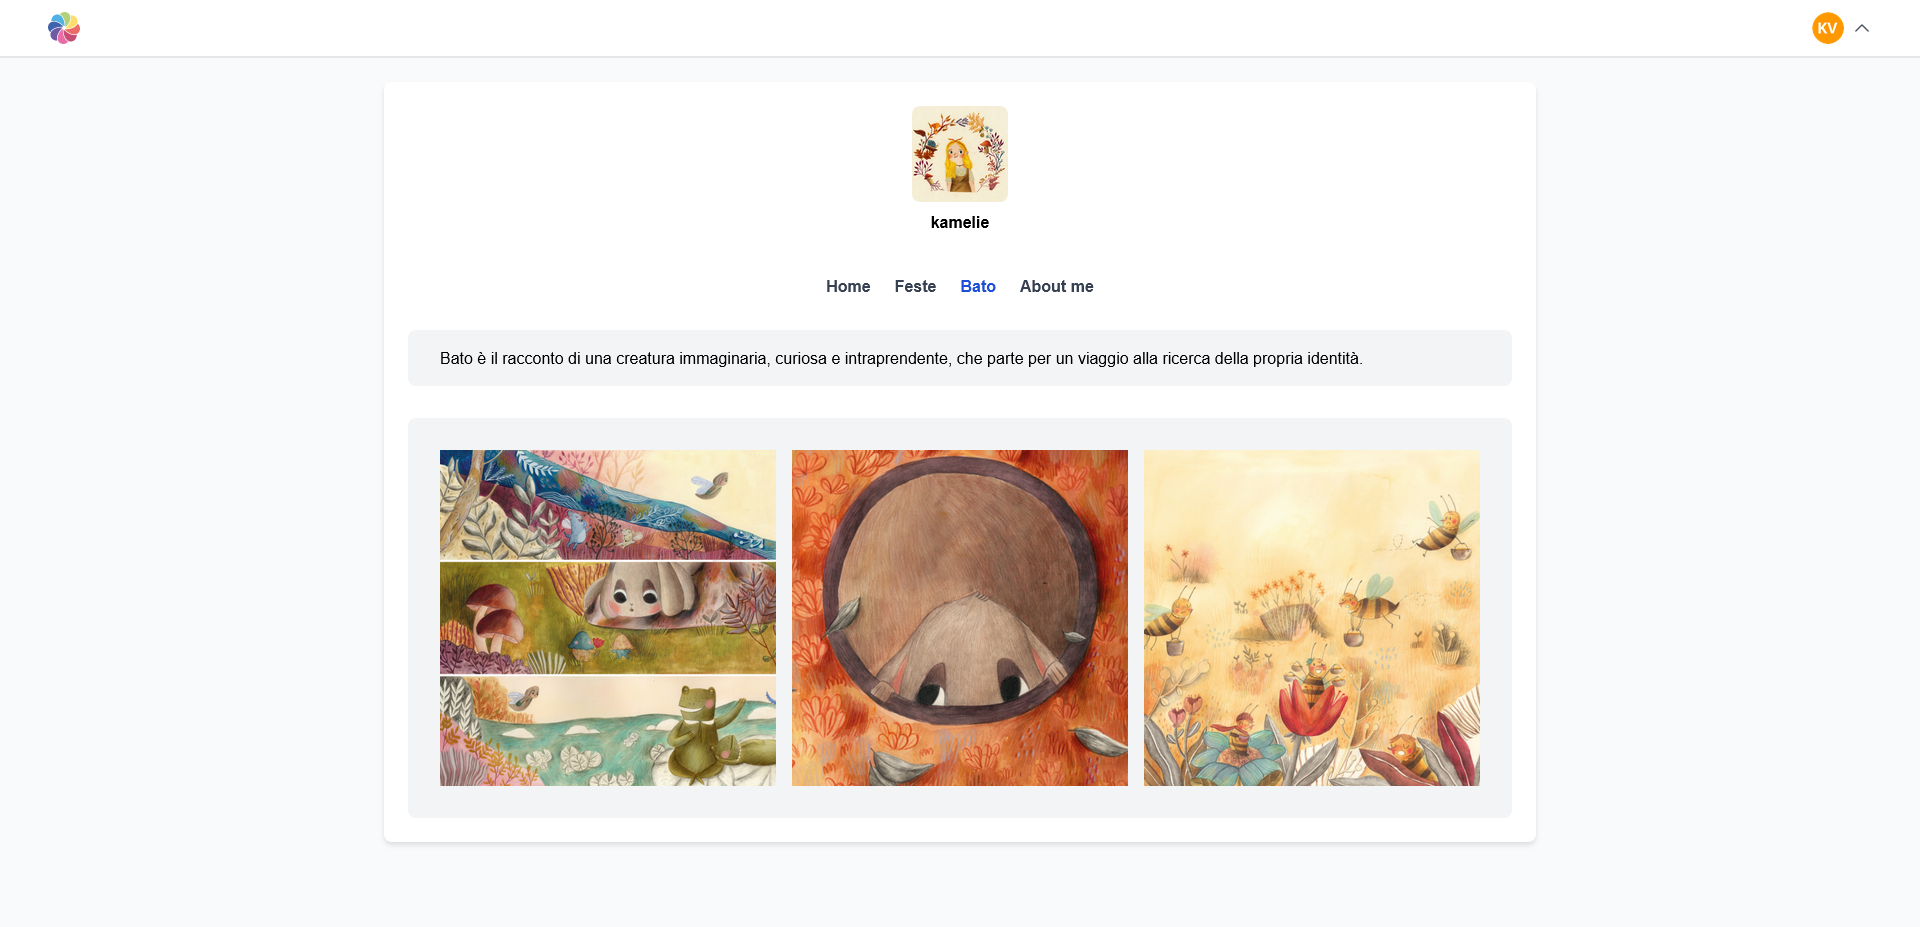 KV
kamelie
Home Feste Bato About me
Bato è il racconto di una creatura immaginaria, curiosa e intraprendente, che parte per un viaggio alla ricerca della propria identità.